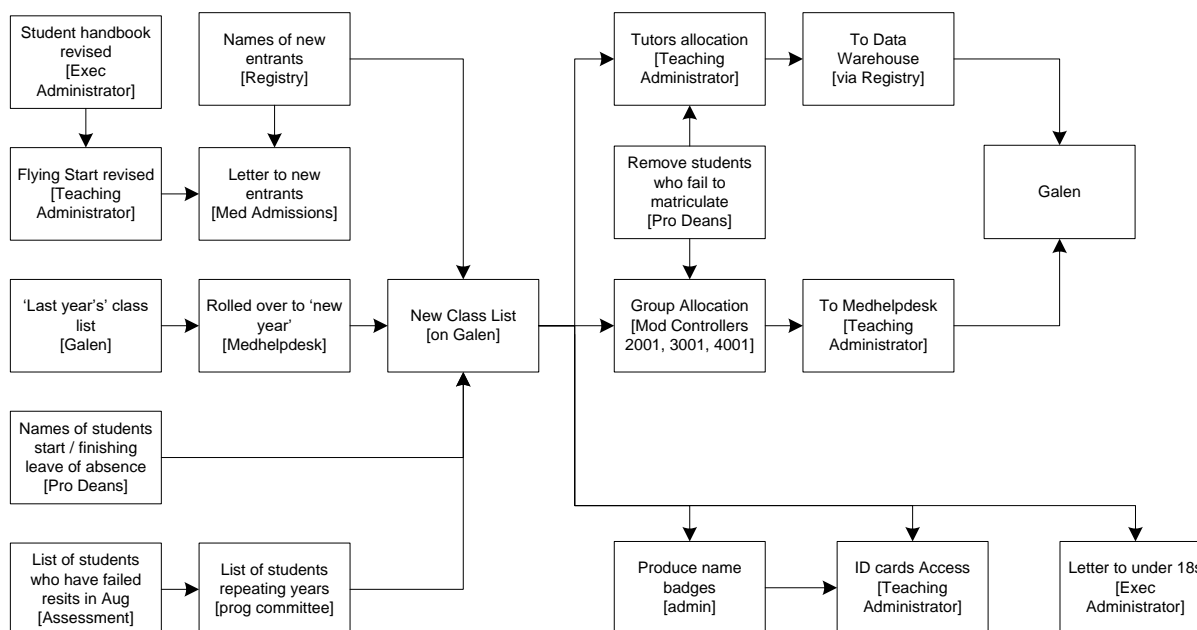 Student handbook
revised
[Exec
Administrator]
Names of new
entrants
[Registry]
Tutors allocation
[Teaching
Administrator]
To Data
Warehouse
[via Registry]
Flying Start revised
[Teaching
Administrator]
Letter to new
entrants
[Med Admissions]
Remove students
who fail to
matriculate
[Pro Deans]
Galen
‘Last year’s’ class
list
[Galen]
Rolled over to ‘new
year’
[Medhelpdesk]
New Class List
[on Galen]
Group Allocation
[Mod Controllers
2001, 3001, 4001]
To Medhelpdesk
[Teaching
Administrator]
Names of students
start / finishing
leave of absence
[Pro Deans]
List of students
who have failed
resits in Aug
[Assessment]
List of students
repeating years
[prog committee]
Produce name
badges
[admin]
ID cards Access
[Teaching
Administrator]
Letter to under 18s
[Exec
Administrator]